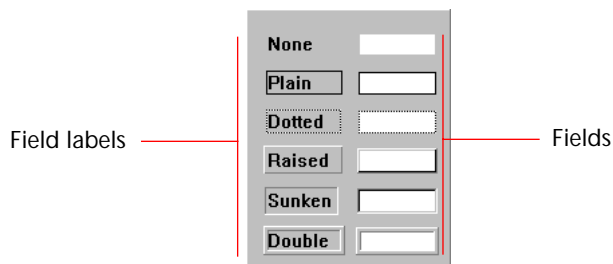 None
Plain
Dotted
Field labels
Fields
Raised
Sunken
Double